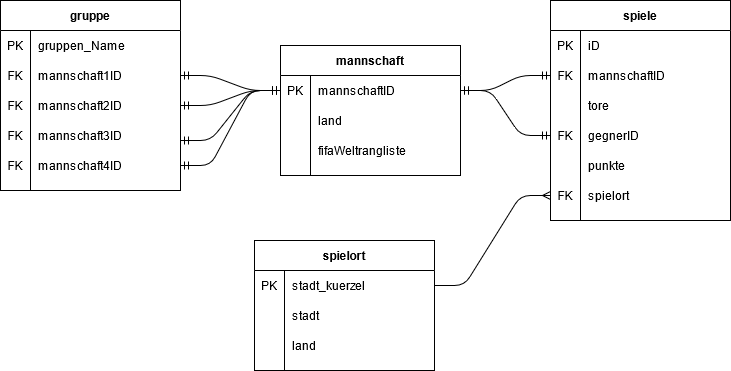 gruppe
PK gruppen_Name
FK mannschaft1ID
FK mannschaft2ID
FK mannschaft3ID
FK mannschaft4ID
mannschaft
PK mannschaftID
land
fifaWeltrangliste
spiele
PK iD
FK mannschaftID
tore
FK gegnerID
punkte
FK spielort
spielort
PK stadt_kuerzel
stadt
land